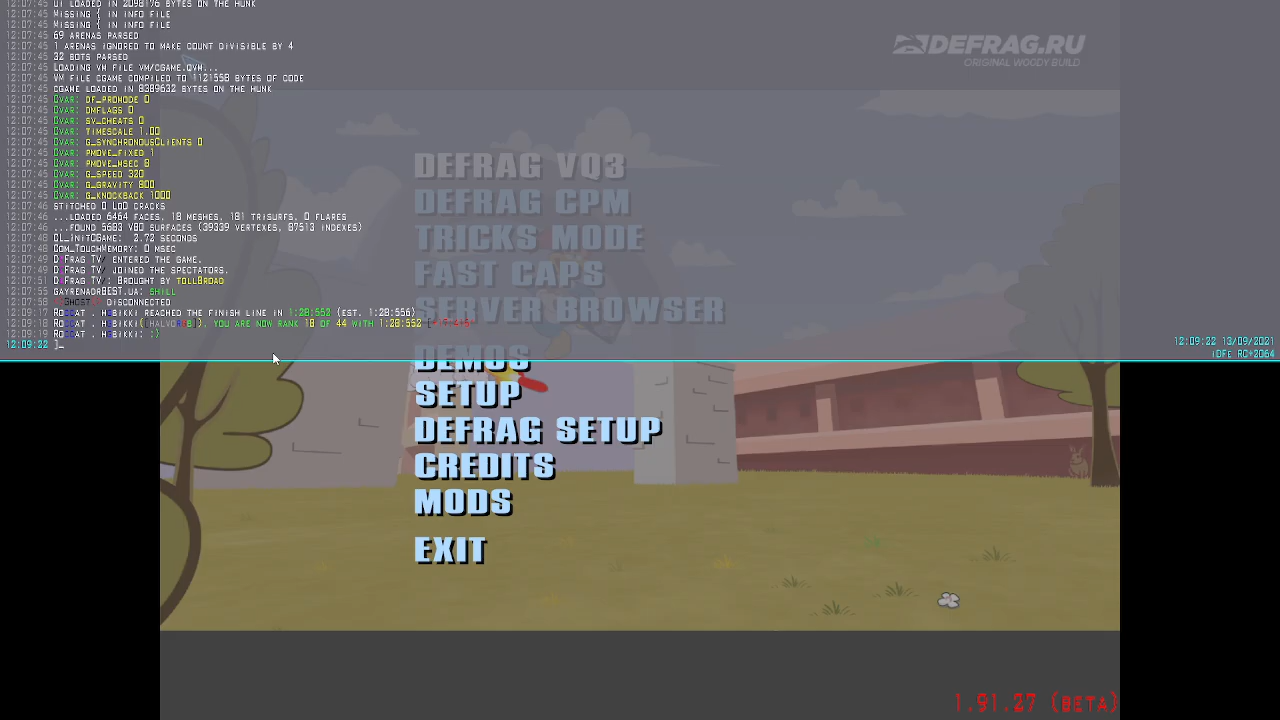 12:07:45 UI LOADED IN 2098176 BYTES ON THE HUNK
12:07:45 MISSING { IN INFO FILE
12:07:45 MISSING { IN INFO FILE
12:07:45 69 ARENAS PARSED
12:07:45 1 ARENAS IGNORED TO MAKE COUNT DIVISIBLE BY 4
12:07:45 32 BOTS PARSED
12:07:45 LOADING VM FILE VM/CGAME.QVM...
12:07:45 VM FILE CGAME COMPILED TO 1121558 BYTES OF CODE
12:07:45 CGAME LOADED IN 8389632 BYTES ON THE HUNK
12:07:45 CVAR: DF_PROMODE 0
12:07:45 CVAR: DMFLAGS 0
12:07:45 CVAR: SV_CHEATS 0
12:07:45 CVAR: TIMESCALE 1.00
12:07:45 CVAR: G_SYNCHRONOUSCLIENTS 0
12:07:45 CVAR: PMOVE_FIXED 1
12:07:45 CVAR: PMOVE_MSEC 8
12:07:45 CVAR: G_SPEED 320
12:07:45 CVAR: G_GRAVITY 800
12:07:45 CVAR: G_KNOCKBACK 1000
12:07:46 STITCHED 0 LOD CRACKS
12:07:46 ...LOADED 6464 FACES, 18 MESHES, 181 TRISURFS, 0 FLARES
12:07:46 ...FOUND 5683 VBO SURFACES (39339 VERTEXES, 87513 INDEXES)
12:07:48 CL_INITCGAME: 2.72 SECONDS
12:07:48 COM_TOUCHMEMORY: 0 MSEC
12:07:49 FRAG TV ENTERED THE GAME.
12:07:49 FRAG TV JOINED THE SPECTATORS.
12:07:51 FRAG TV: BROUGHT BY TOLLBROAD
12:07:55 GAYRENADBEST.UA: SHILL
12:07:58 GHOST DISCONNECTED
12:09:17 REACHED THE FINISH LINE IN 1:28:552 (EST. 1:28:556)
12:09:18 YOU ARE NOW RANK 18 OF 44 WITH 1:28:552
12:09:19 :)
12:09:22 ]_
12:09:22 13/09/2021
IDFE RC+2064
DEFRAG.RU
ORIGINAL WOODY BUILD
DEFRAG VQ3
DEFRAG CPM
TRICKS MODE
FAST CAPS
SERVER BROWSER
DEMOS
SETUP
DEFRAG SETUP
CREDITS
MODS
EXIT
1.91.27 (BETA)